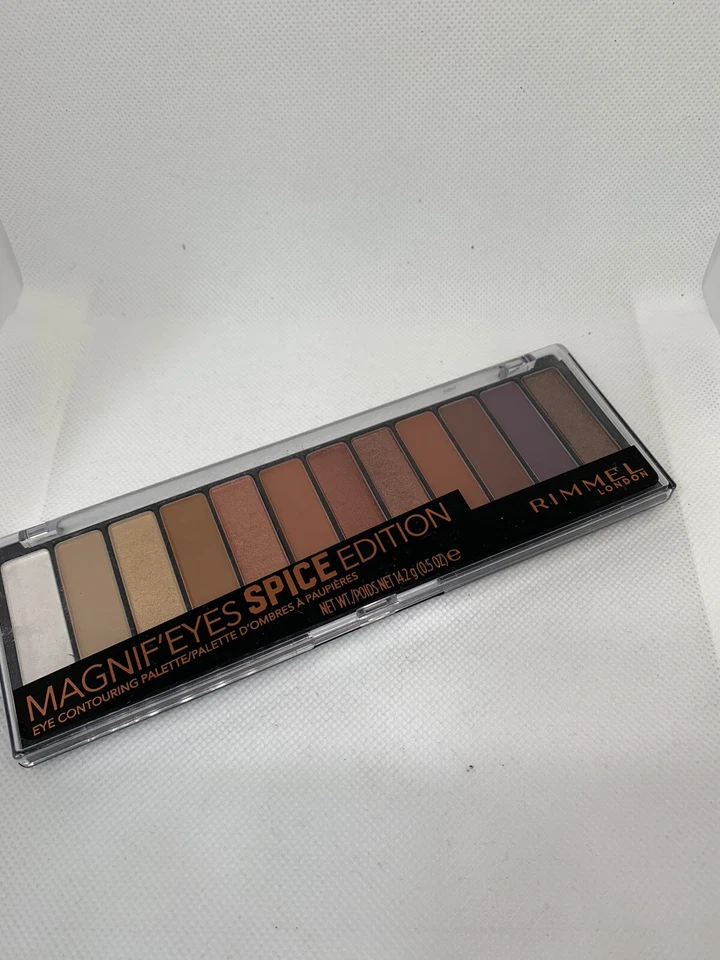 MAGNIF'EYES SPICE EDITION
EYE CONTOURING PALETTE/PALETTE D'OMBRES À PAUPIÈRES
NET WT./POIDS NET 14.2 g (0.5 OZ) e
RIMMEL
LONDON